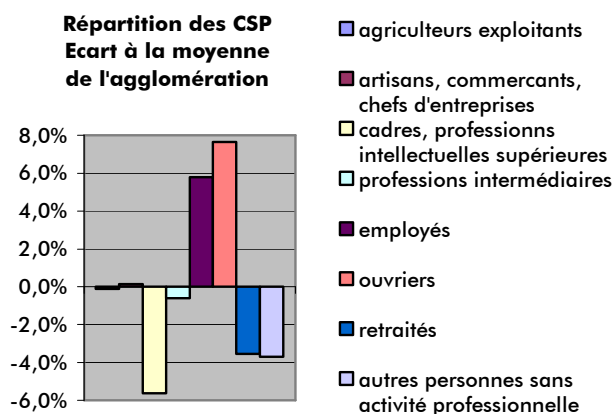 Répartition des CSP
Ecart à la moyenne
de l'agglomération
8,0%
6,0%
4,0%
2,0%
0,0%
-2,0%
-4,0%
-6,0%
agriculteurs exploitants
artisans, commercants,
chefs d'entreprises
cadres, professionns
intellectuelles supérieures
professions intermédiaires
employés
ouvriers
retraités
autres personnes sans
activité professionnelle